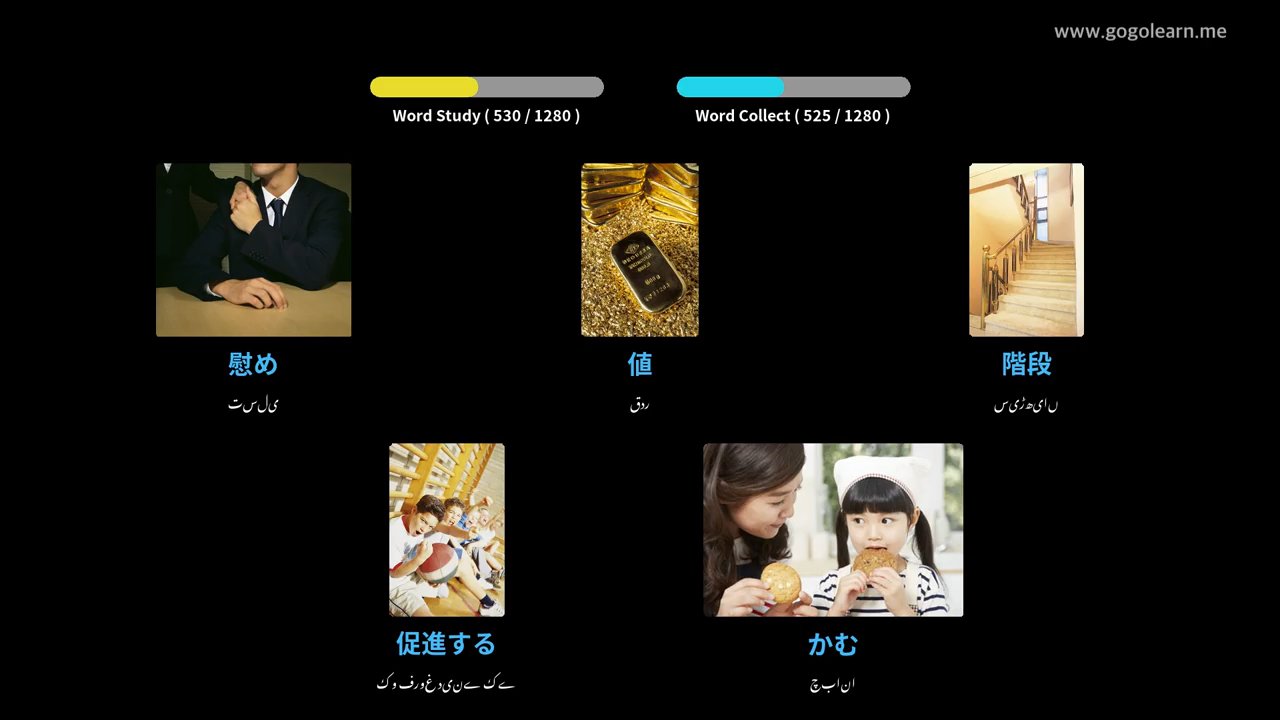 www.gogolearn.me
Word Study ( 530 / 1280 )
Word Collect ( 525 / 1280 )
慰め
値
階段
تسلی
قدر
سیڑھیاں
促進する
かむ
کو فروغ دینے کے
چبانا